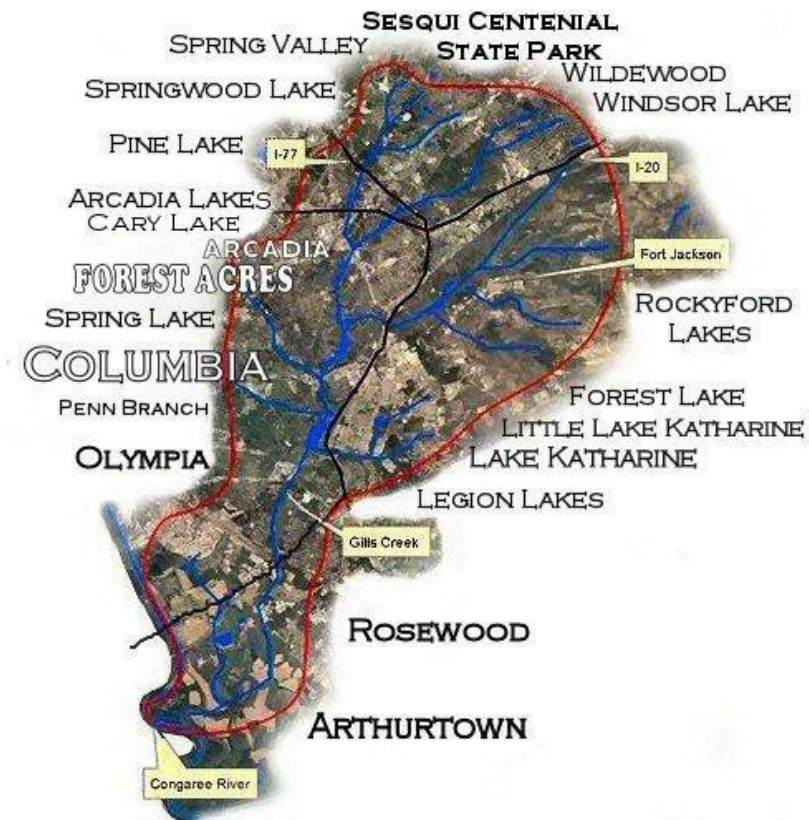 SESQUI CENTENIAL
STATE PARK
SPRING VALLEY
WILDEWOOD
SPRINGWOOD LAKE
WINDSOR LAKE
PINE LAKE
I-77
I-20
ARCADIA LAKES
CARY LAKE
ARCADIA
FOREST ACRES
Fort Jackson
SPRING LAKE
ROCKYFORD
LAKES
COLUMBIA
PENN BRANCH
FOREST LAKE
LITTLE LAKE KATHARINE
OLYMPIA
LAKE KATHARINE
LEGION LAKES
Gills Creek
ROSEWOOD
ARTHURTOWN
Congaree River